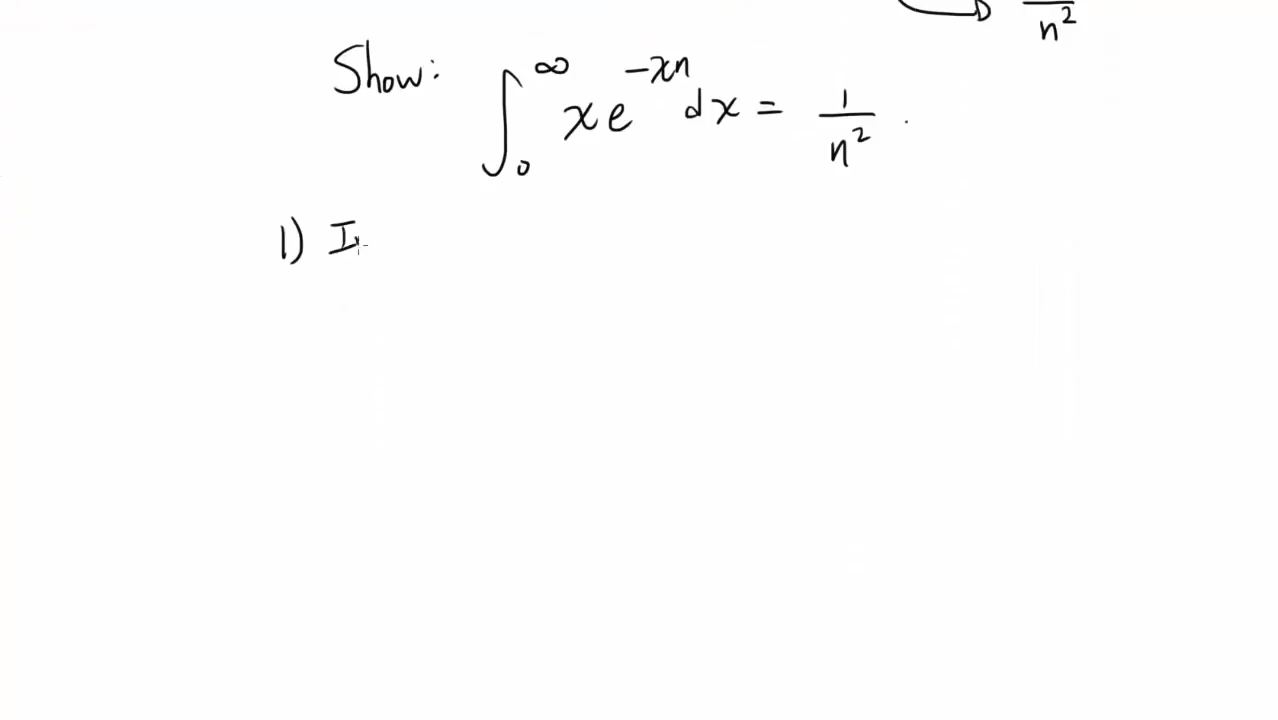 n²
Show: ∫₀^∞ x e^{-xn} dx = 1/n².
1) I